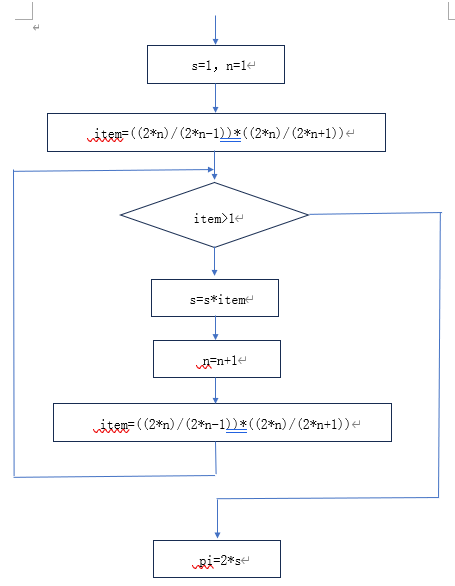 s=1, n=1
item=((2*n)/(2*n-1))*((2*n)/(2*n+1))
item>1
s=s*item
n=n+1
item=((2*n)/(2*n-1))*((2*n)/(2*n+1))
pi=2*s